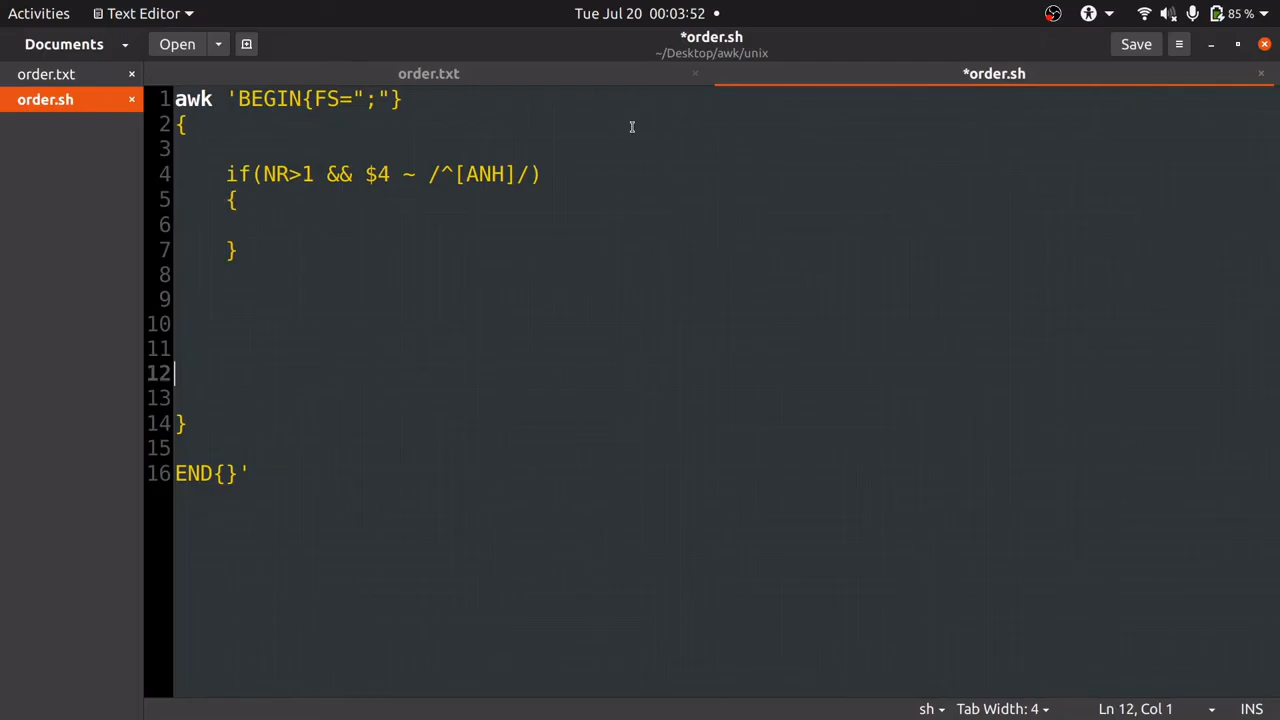 Activities Text Editor Tue Jul 20 00:03:52 85 %
Documents Open *order.sh Save
~/Desktop/awk/unix
order.txt × order.txt × *order.sh ×
order.sh ×
1 awk 'BEGIN{FS=";"}
2 {
3
4 if(NR>1 && $4 ~ /^[ANH]/)
5 {
6
7 }
8
9
10
11
12
13
14 }
15
16 END{}'
sh Tab Width: 4 Ln 12, Col 1 INS